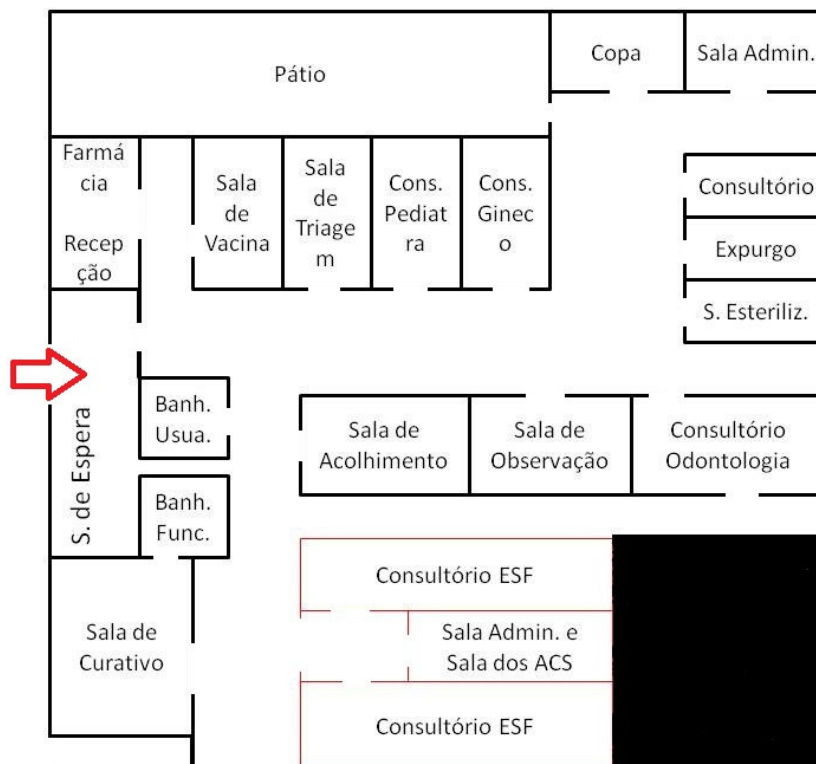 Pátio
Copa
Sala Admin.
Farmá
cia
Recep
ção
Sala
de
Vacina
Sala
de
Triage
m
Cons.
Pediat
ra
Cons.
Ginec
o
Consultório
Expurgo
S. Esteriliz.
S. de Espera
Banh.
Usua.
Sala de
Acolhimento
Sala de
Observação
Consultório
Odontologia
Banh.
Func.
Sala de
Curativo
Consultório ESF
Sala Admin. e
Sala dos ACS
Consultório ESF